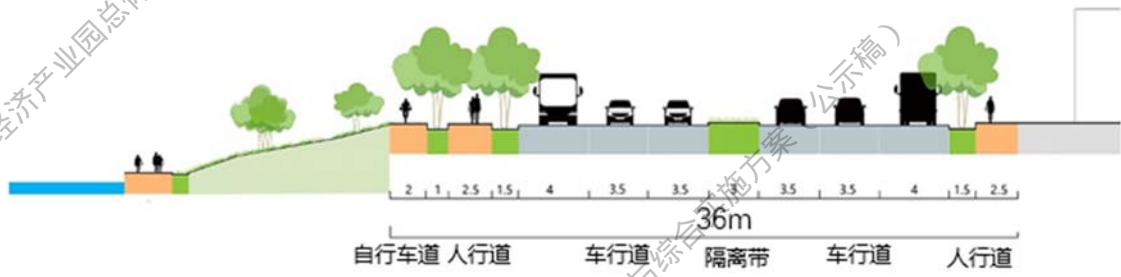 经济产业园总体
综合实施方案（公示稿）
2 1 2.5 1.5 4 3.5 3.5 3 3.5 3.5 4 1.5 2.5
36m
自行车道 人行道 车行道 隔离带 车行道 人行道